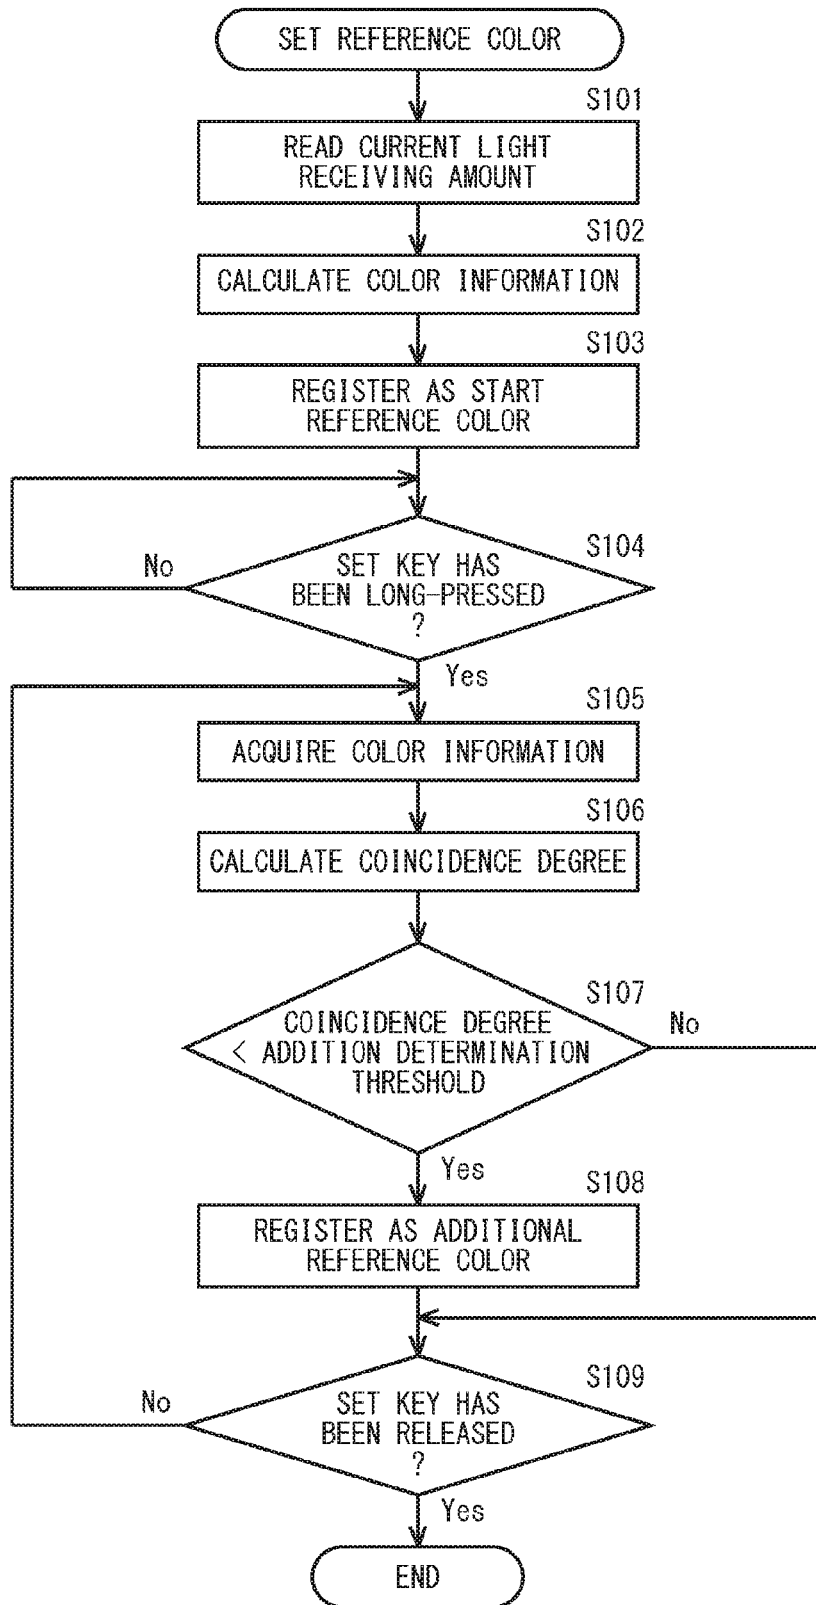 SET REFERENCE COLOR
S101
READ CURRENT LIGHT
RECEIVING AMOUNT
S102
CALCULATE COLOR INFORMATION
S103
REGISTER AS START
REFERENCE COLOR
S104
No
SET KEY HAS
BEEN LONG-PRESSED
?
Yes
S105
ACQUIRE COLOR INFORMATION
S106
CALCULATE COINCIDENCE DEGREE
S107
No
COINCIDENCE DEGREE
< ADDITION DETERMINATION
THRESHOLD
Yes
S108
REGISTER AS ADDITIONAL
REFERENCE COLOR
S109
No
SET KEY HAS
BEEN RELEASED
?
Yes
END